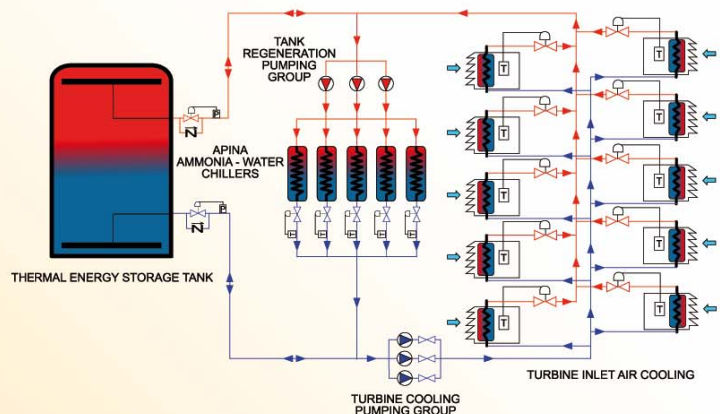 TANK
REGENERATION
PUMPING
GROUP
APINA
AMMONIA - WATER
CHILLERS
THERMAL ENERGY STORAGE TANK
TURBINE COOLING
PUMPING GROUP
TURBINE INLET AIR COOLING
T
T
T
T
T
T
T
T
T
T